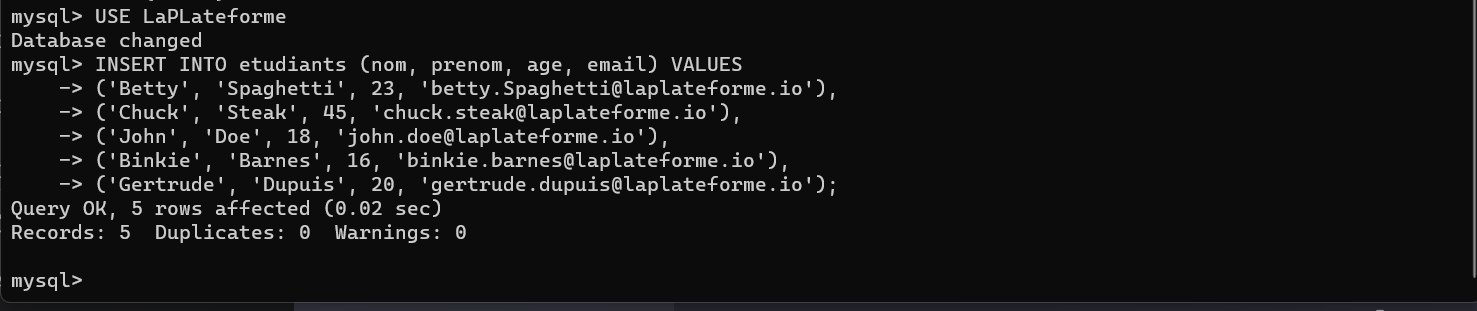 mysql> USE LaPLateforme
Database changed
mysql> INSERT INTO etudiants (nom, prenom, age, email) VALUES
    -> ('Betty', 'Spaghetti', 23, 'betty.Spaghetti@laplateforme.io'),
    -> ('Chuck', 'Steak', 45, 'chuck.steak@laplateforme.io'),
    -> ('John', 'Doe', 18, 'john.doe@laplateforme.io'),
    -> ('Binkie', 'Barnes', 16, 'binkie.barnes@laplateforme.io'),
    -> ('Gertrude', 'Dupuis', 20, 'gertrude.dupuis@laplateforme.io');
Query OK, 5 rows affected (0.02 sec)
Records: 5  Duplicates: 0  Warnings: 0
mysql>